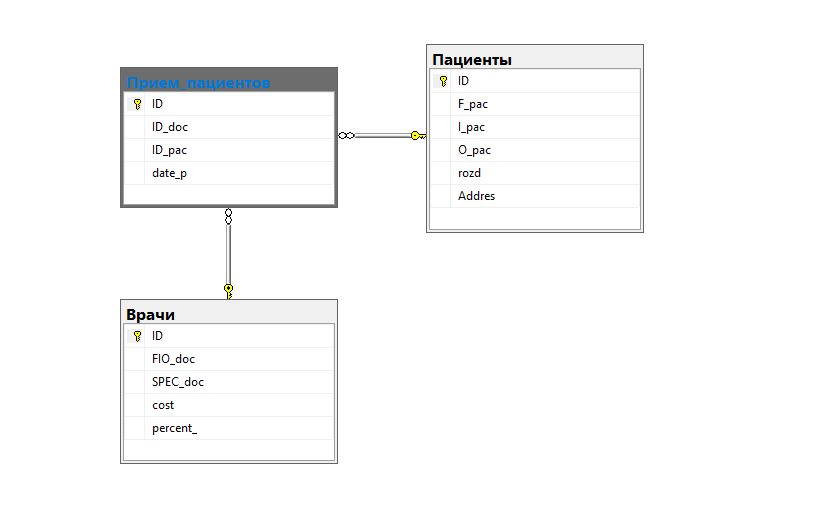 Прием_пациентов
ID
ID_doc
ID_pac
date_p
Пациенты
ID
F_pac
I_pac
O_pac
rozd
Addres
Врачи
ID
FIO_doc
SPEC_doc
cost
percent_